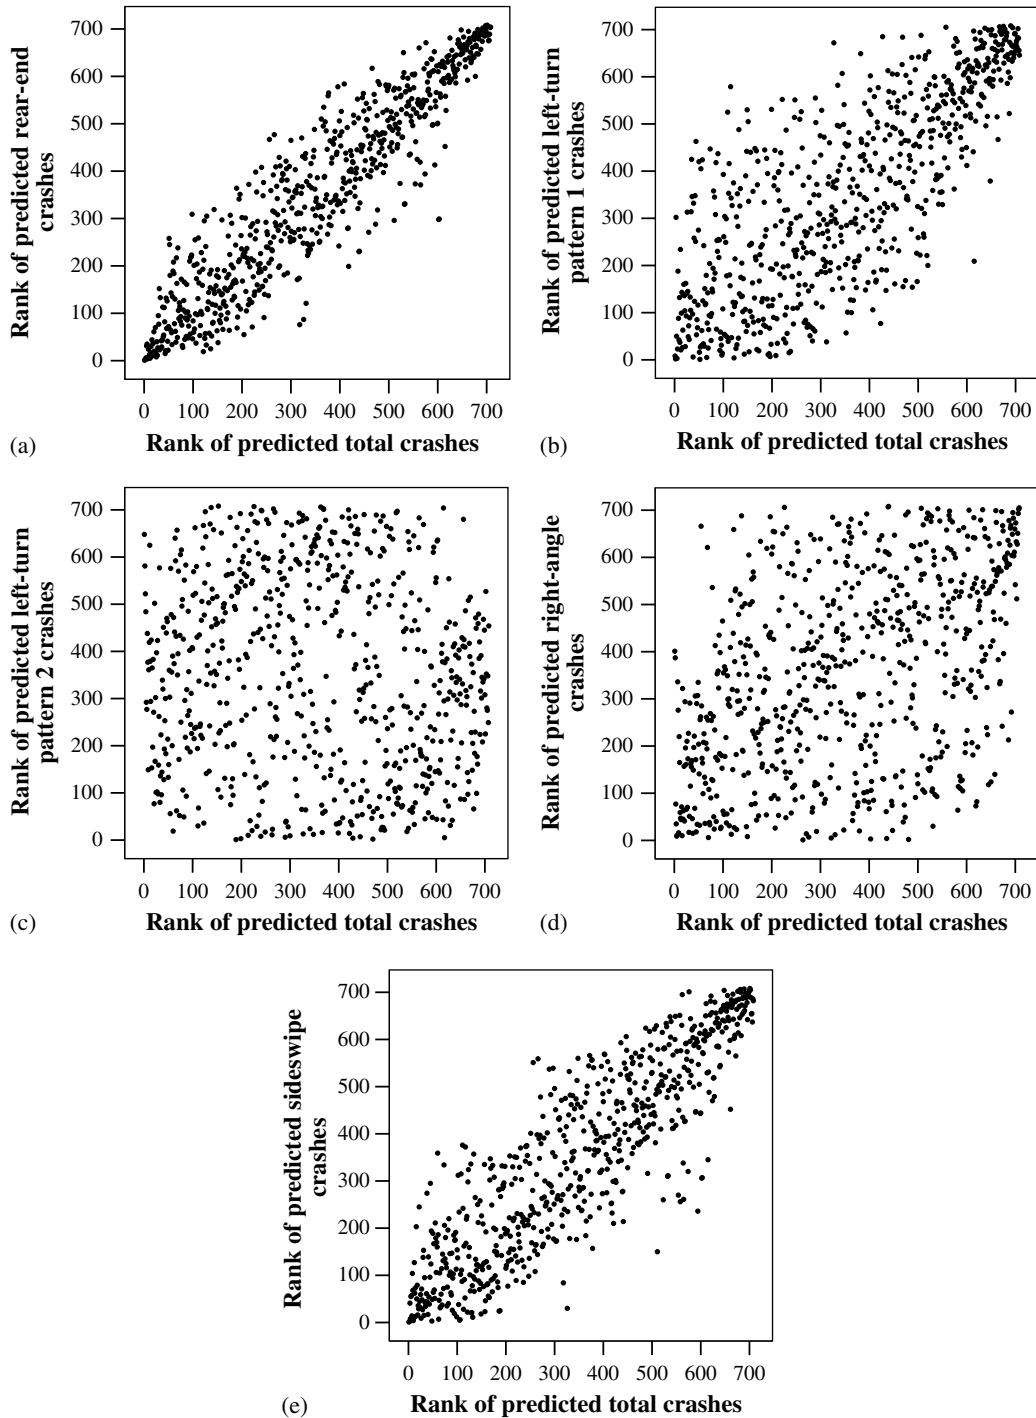 700
600
500
400
300
200
100
0
Rank of predicted rear-end
crashes
0 100 200 300 400 500 600 700
Rank of predicted total crashes
(a)
700
600
500
400
300
200
100
0
Rank of predicted left-turn
pattern 1 crashes
0 100 200 300 400 500 600 700
Rank of predicted total crashes
(b)
700
600
500
400
300
200
100
0
Rank of predicted left-turn
pattern 2 crashes
0 100 200 300 400 500 600 700
Rank of predicted total crashes
(c)
700
600
500
400
300
200
100
0
Rank of predicted right-angle
crashes
0 100 200 300 400 500 600 700
Rank of predicted total crashes
(d)
700
600
500
400
300
200
100
0
Rank of predicted sideswipe
crashes
0 100 200 300 400 500 600 700
Rank of predicted total crashes
(e)